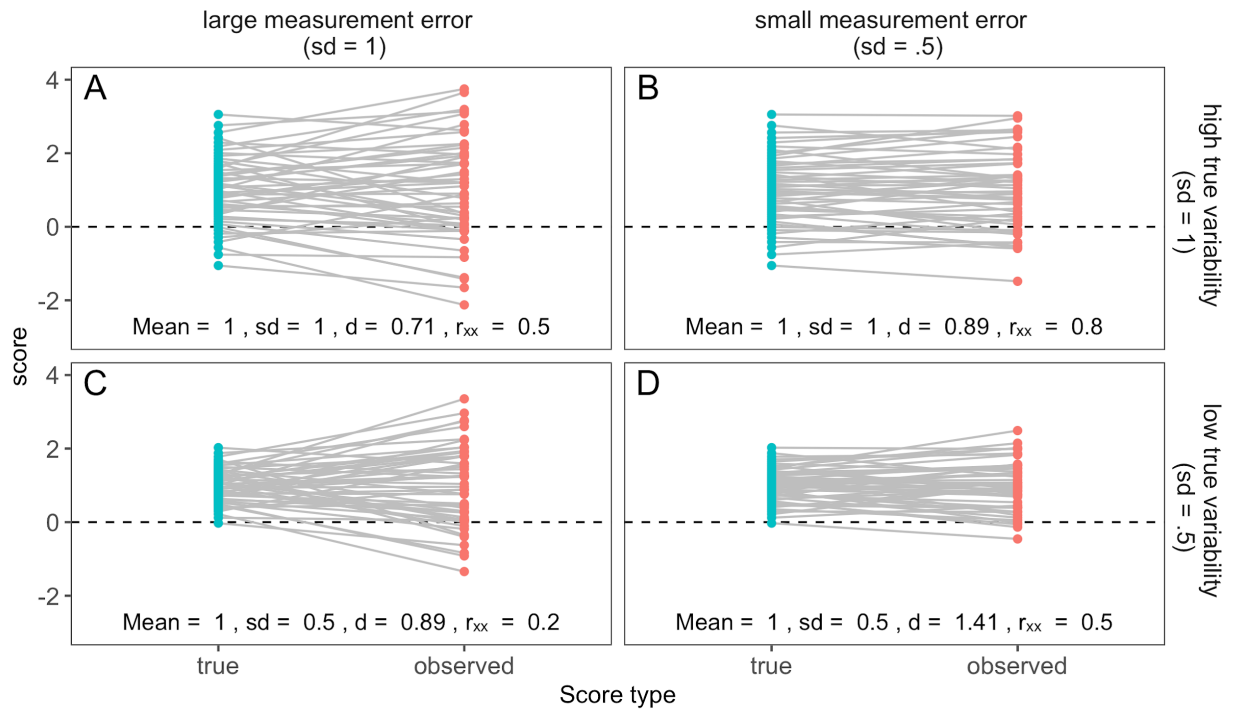 large measurement error
(sd = 1)
small measurement error
(sd = .5)
A
B
4
2
0
-2
Mean = 1 , sd = 1 , d = 0.71 , rₓₓ = 0.5
Mean = 1 , sd = 1 , d = 0.89 , rₓₓ = 0.8
high true variability
(sd = 1)
score
C
D
4
2
0
-2
Mean = 1 , sd = 0.5 , d = 0.89 , rₓₓ = 0.2
Mean = 1 , sd = 0.5 , d = 1.41 , rₓₓ = 0.5
low true variability
(sd = .5)
true
observed
true
observed
Score type